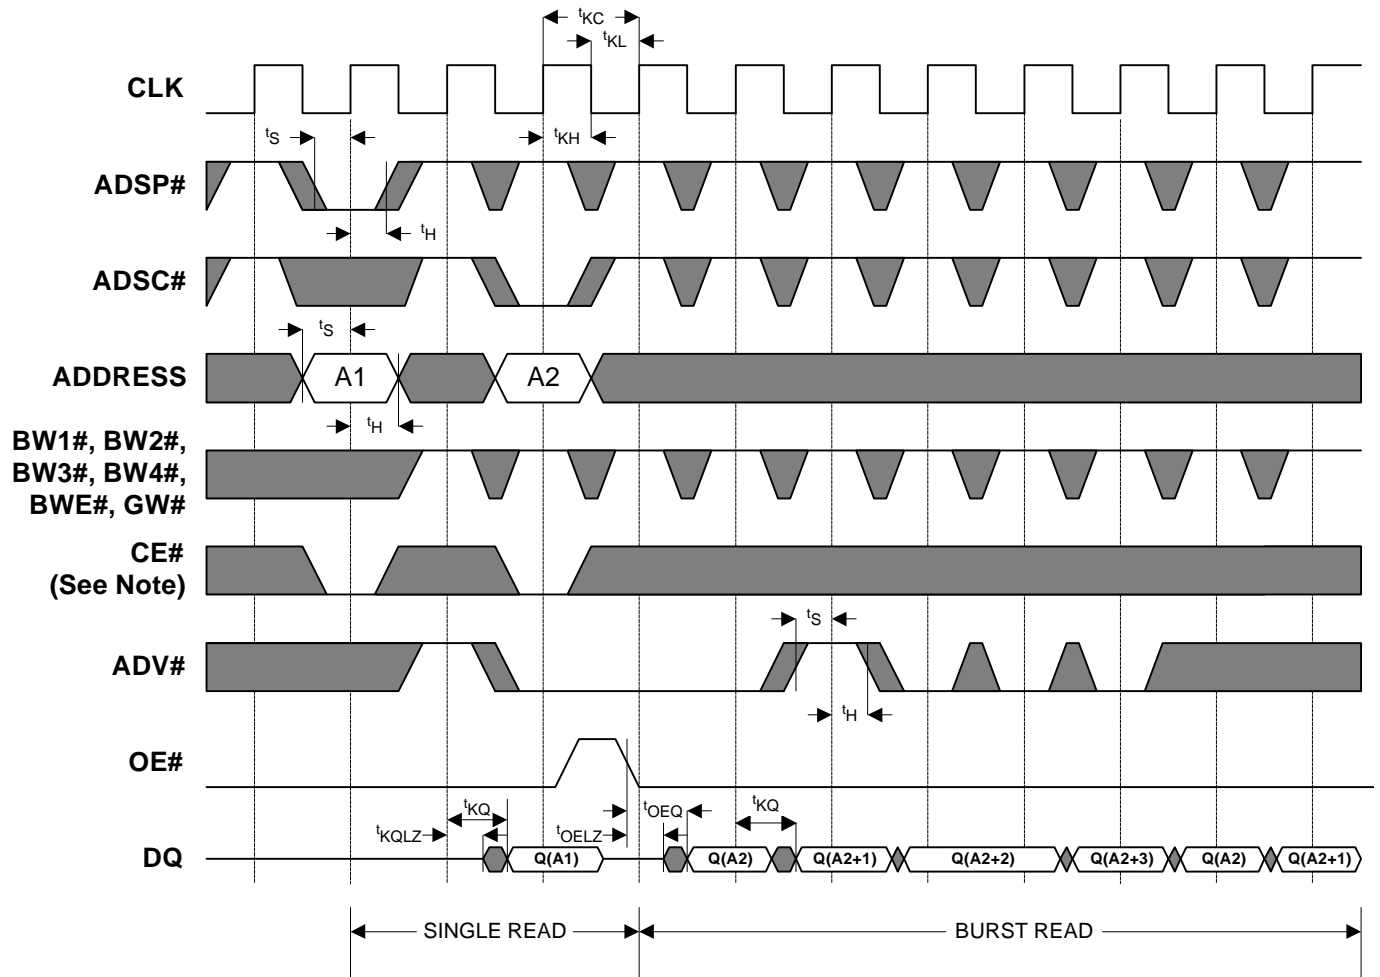 tKC
tKL
CLK
tS
tKH
ADSP#
tH
ADSC#
tS
ADDRESS
A1
A2
tH
BW1#, BW2#,
BW3#, BW4#,
BWE#, GW#
CE#
(See Note)
tS
ADV#
tH
OE#
tKQ
tOEQ
tKQ
tKQLZ
tOELZ
DQ
Q(A1)
Q(A2)
Q(A2+1)
Q(A2+2)
Q(A2+3)
Q(A2)
Q(A2+1)
SINGLE READ
BURST READ